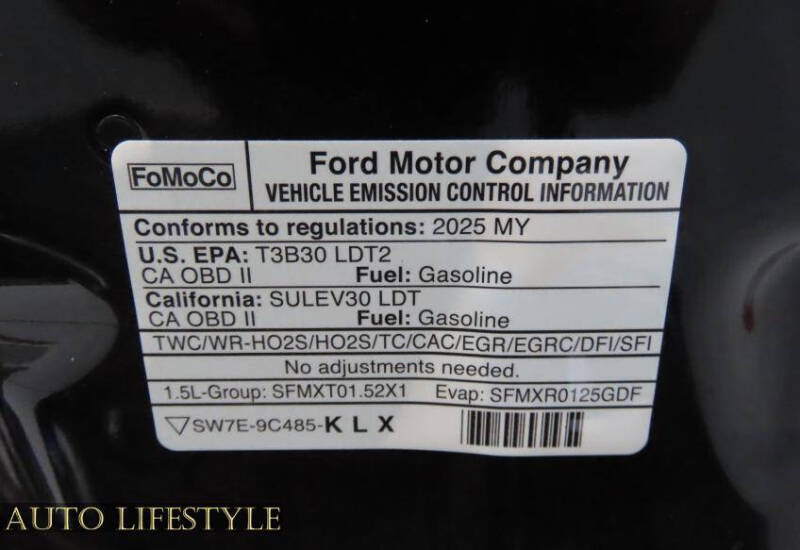 FoMoCo
Ford Motor Company
VEHICLE EMISSION CONTROL INFORMATION
Conforms to regulations: 2025 MY
U.S. EPA: T3B30 LDT2
CA OBD II Fuel: Gasoline
California: SULEV30 LDT
CA OBD II Fuel: Gasoline
TWC/WR-HO2S/HO2S/TC/CAC/EGR/EGRC/DFI/SFI
No adjustments needed.
1.5L-Group: SFMXT01.52X1 Evap: SFMXR0125GDF
SW7E-9C485-K L X
AUTO LIFESTYLE